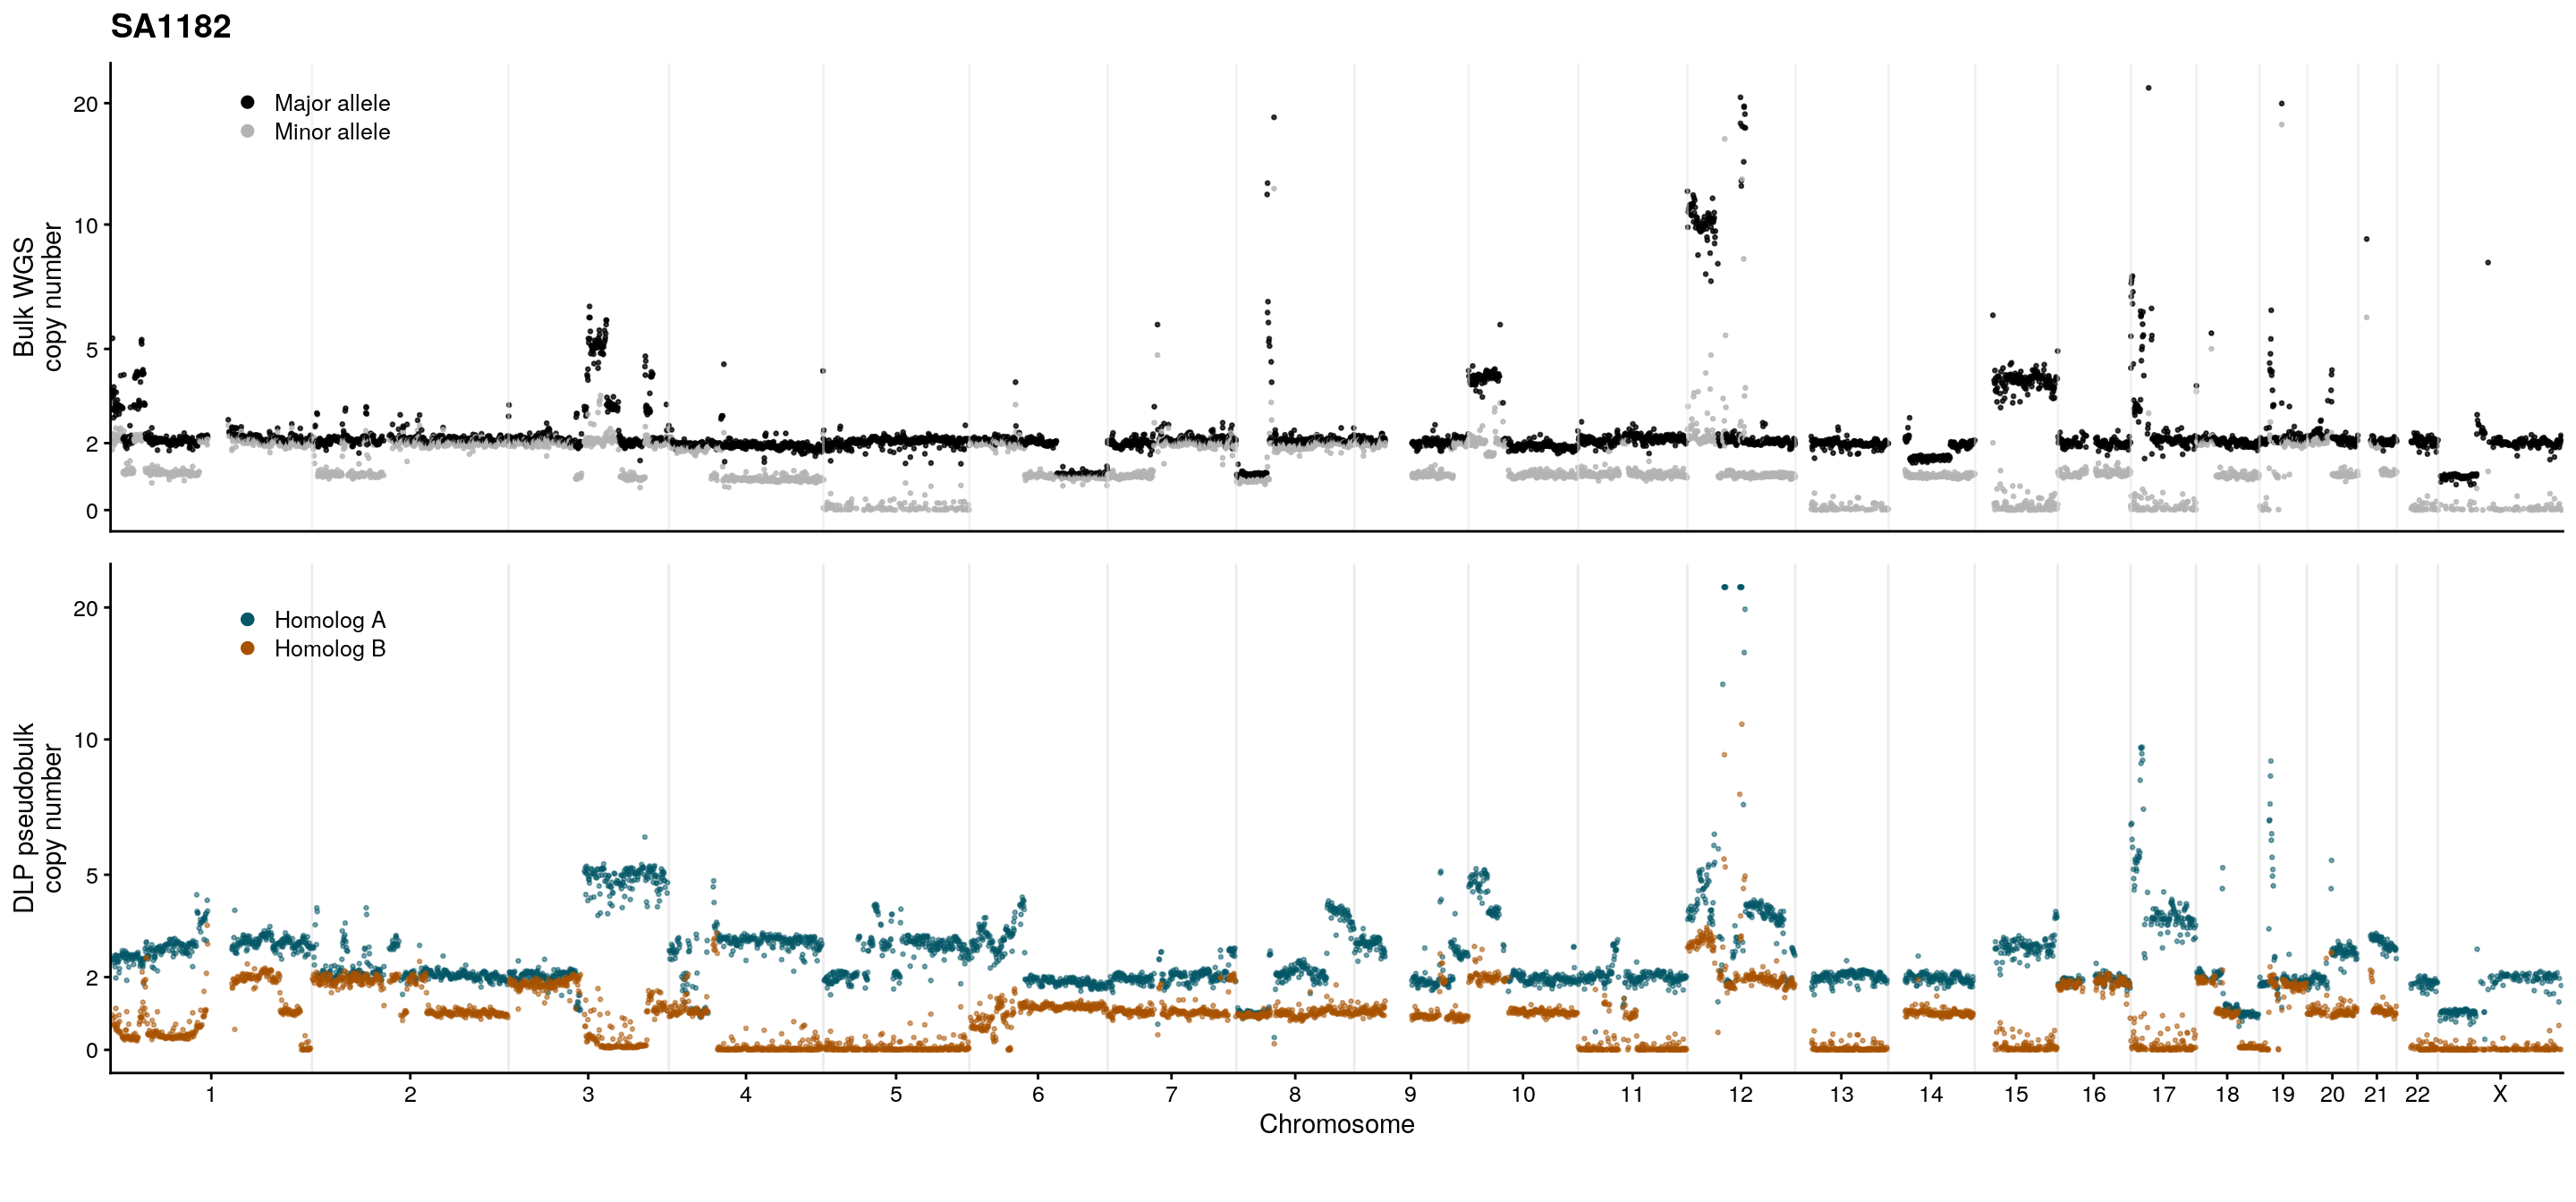 SA1182
Bulk WGS
copy number
20
10
5
2
0
Major allele
Minor allele
DLP pseudobulk
copy number
20
10
5
2
0
Homolog A
Homolog B
1 2 3 4 5 6 7 8 9 10 11 12 13 14 15 16 17 18 19 20 21 22 X
Chromosome